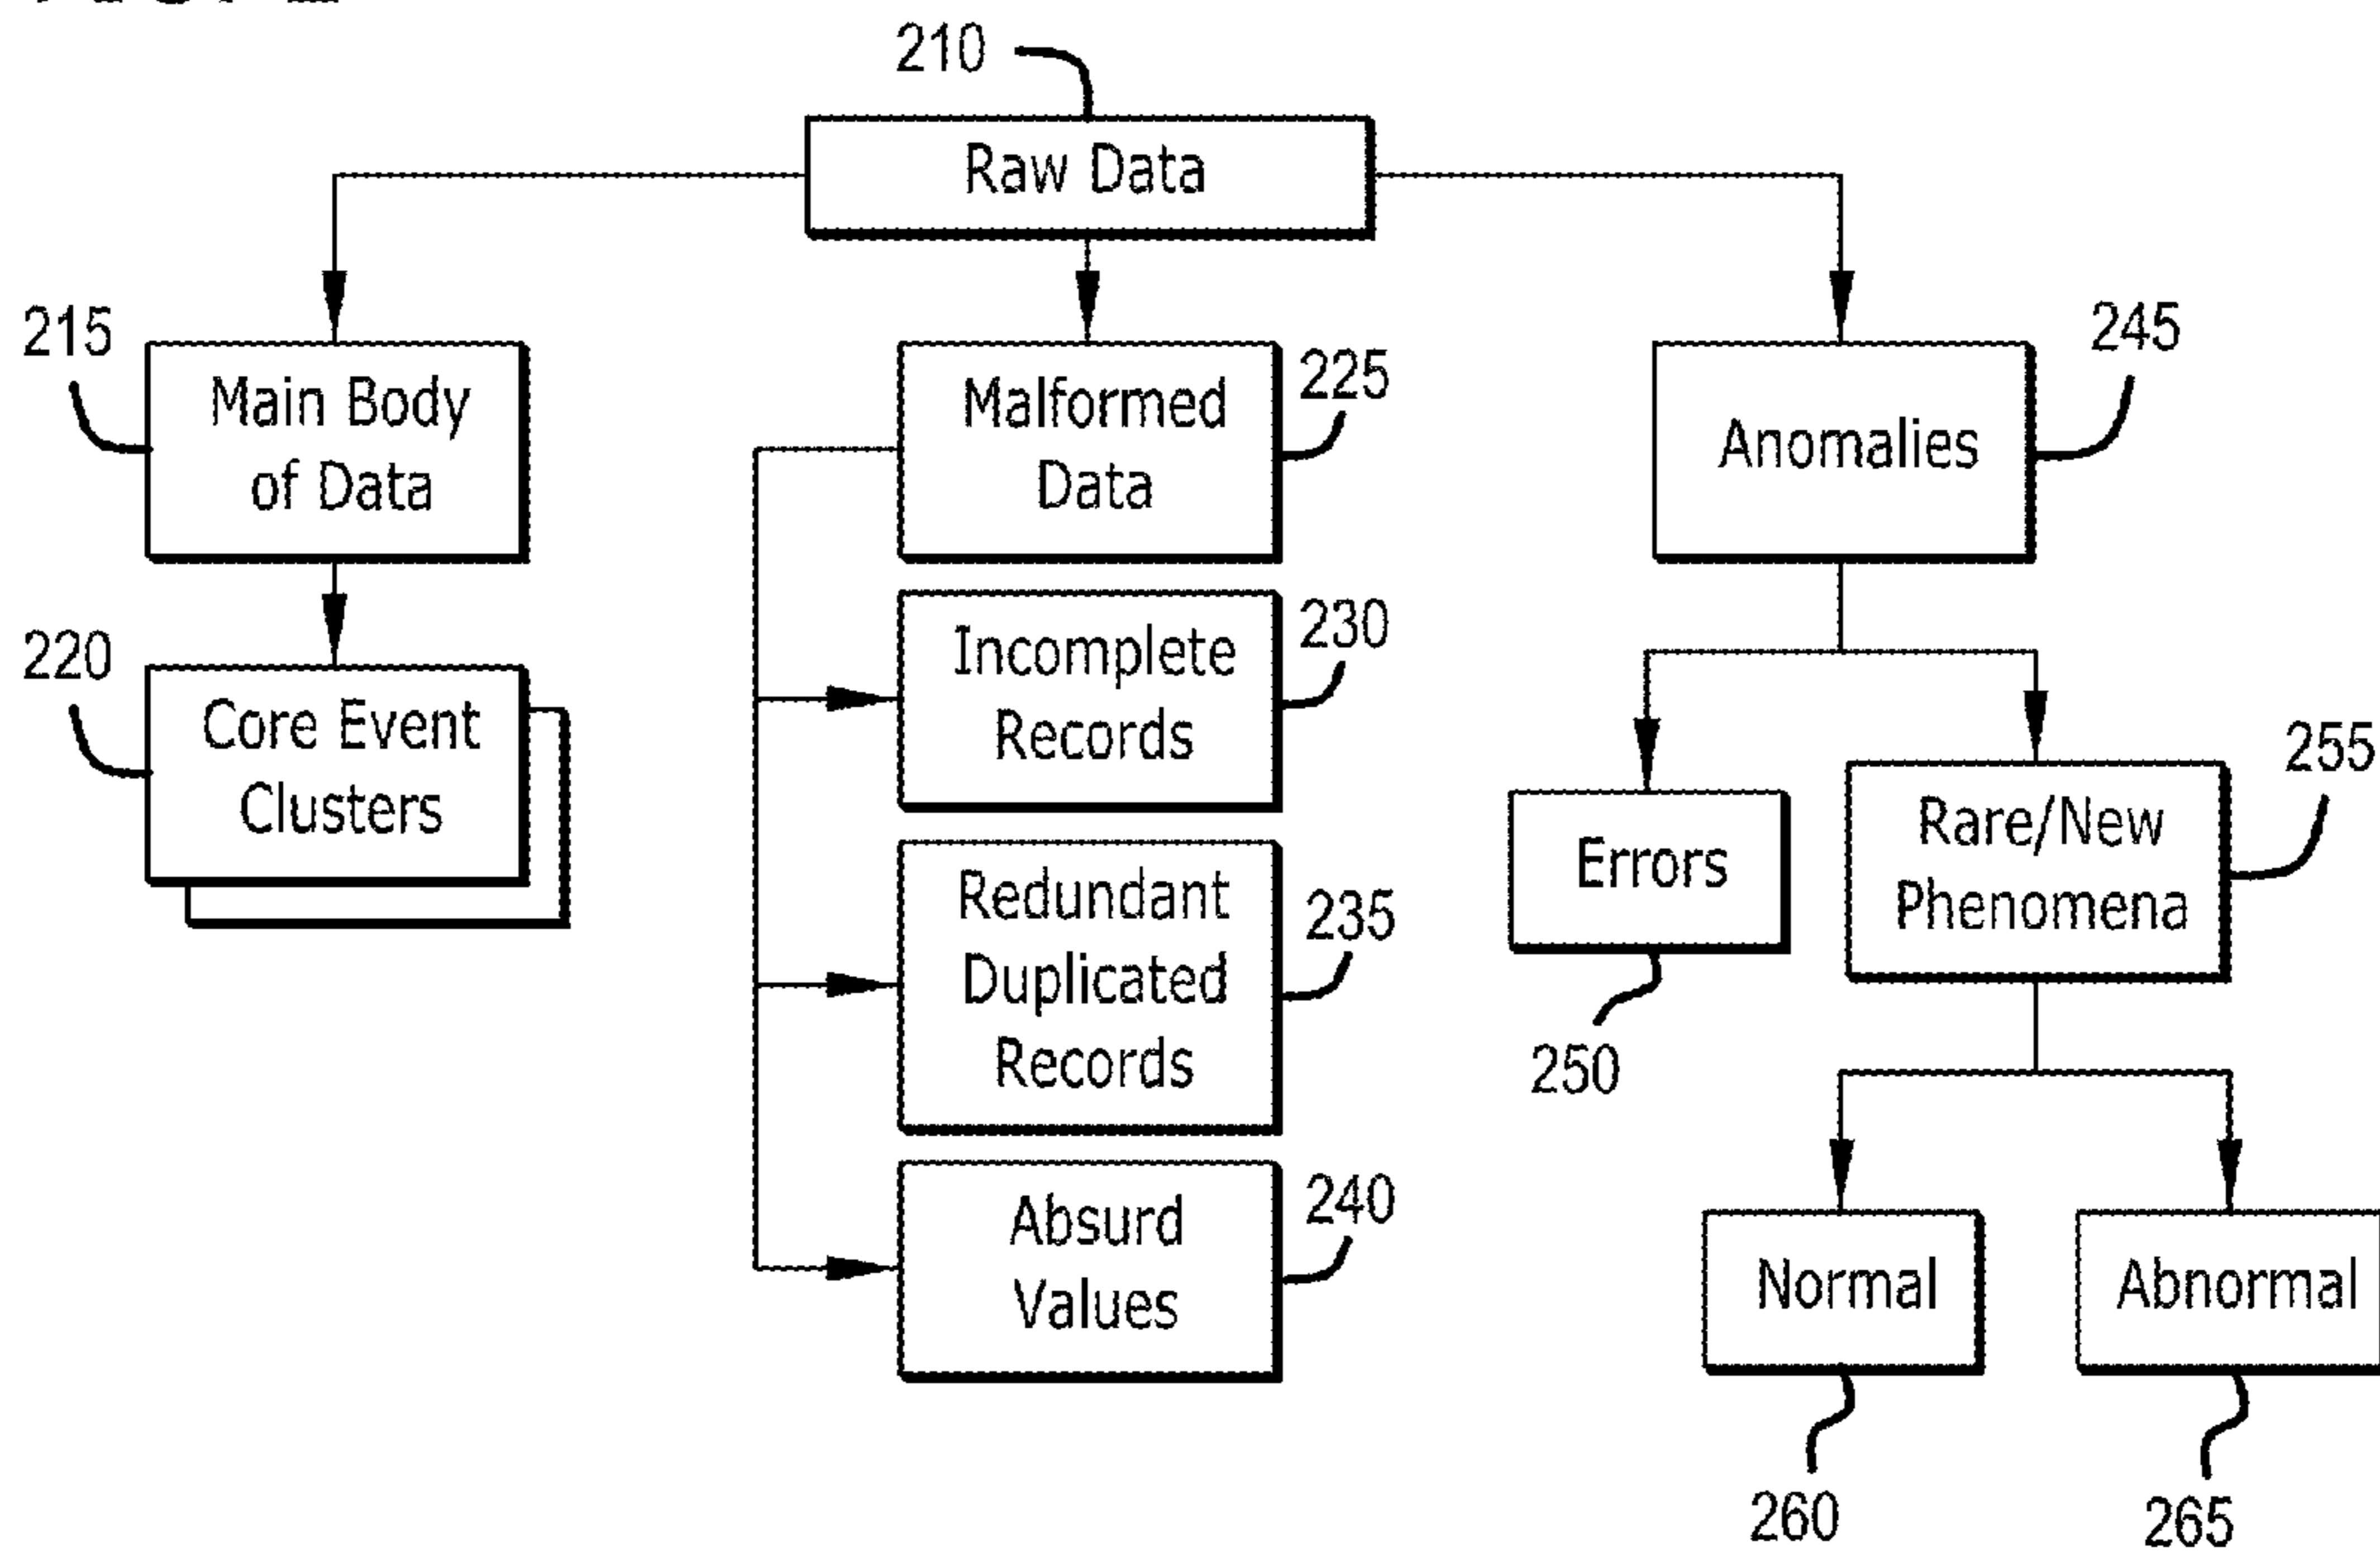 210
Raw Data
215
Main Body
of Data
Malformed
Data
225
Anomalies
245
220
Core Event
Clusters
Incomplete
Records
230
Redundant
Duplicated
Records
235
Absurd
Values
240
Errors
250
Rare/New
Phenomena
255
Normal
260
Abnormal
265